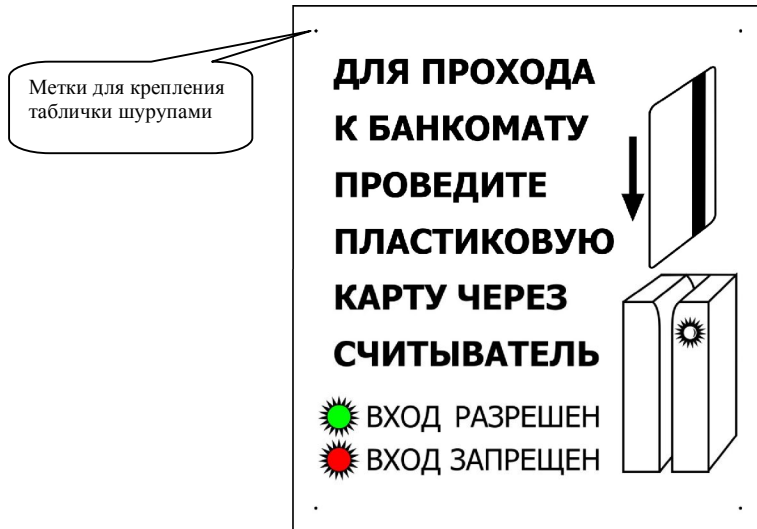 Метки для крепления
таблички шурупами
ДЛЯ ПРОХОДА
К БАНКОМАТУ
ПРОВЕДИТЕ
ПЛАСТИКОВУЮ
КАРТУ ЧЕРЕЗ
СЧИТЫВАТЕЛЬ
ВХОД РАЗРЕШЕН
ВХОД ЗАПРЕЩЕН